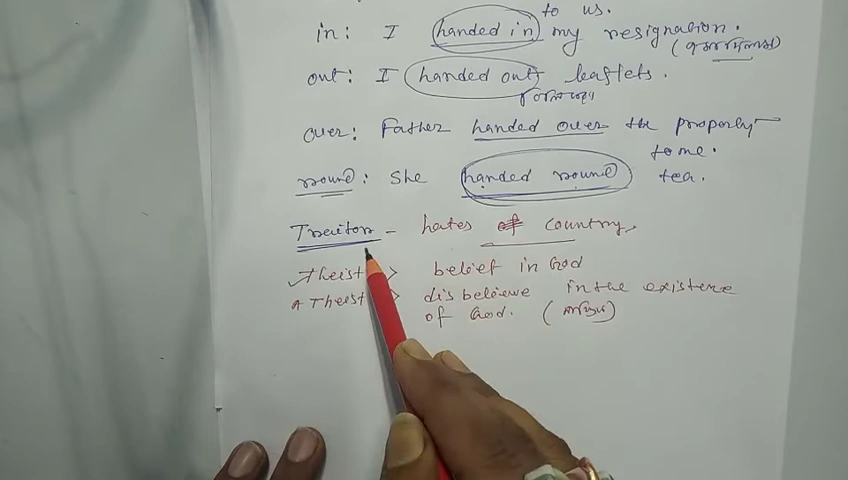 to us.
in: I handed in my resignation.
out: I handed out leaflets.
over: Father handed over the property
to me.
round: She handed round tea.
Traitor - hates of country.
Theist > belief in God
A Theist > disbelieve in the existence
of God. (নাস্তিক)